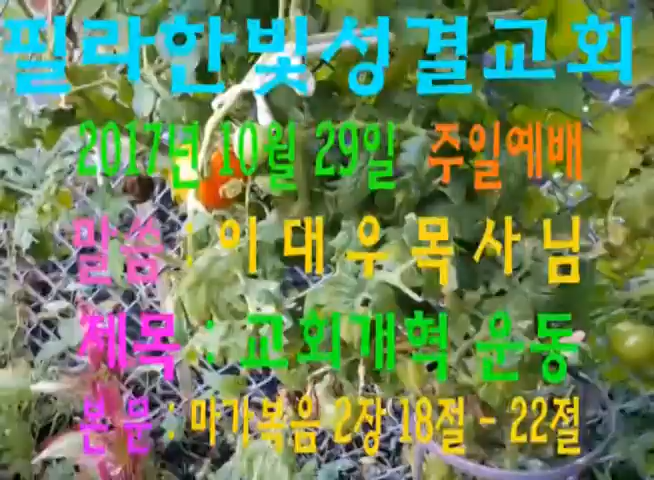 필라한빛성결교회
2017년 10월 29일 주일예배
말씀 : 이 대 우 목 사 님
제목 : 교회개혁 운동
본문 : 마가복음 2장 18절 - 22절